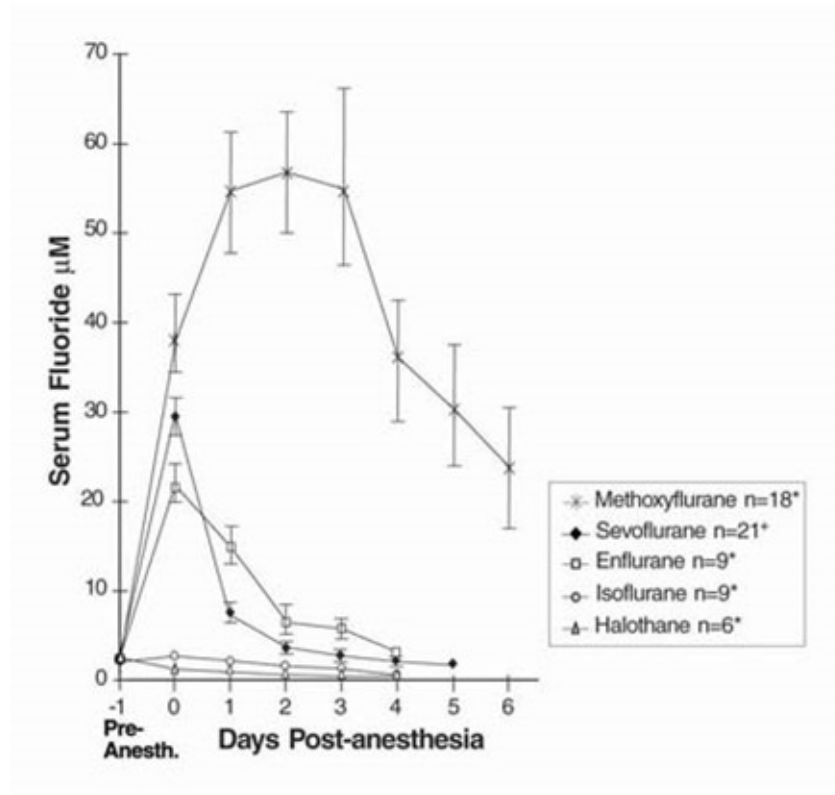 70
60
50
40
30
20
10
0
Serum Fluoride µM
-1 0 1 2 3 4 5 6
Pre-
Anesth.
Days Post-anesthesia
Methoxyflurane n=18*
Sevoflurane n=21+
Enflurane n=9*
Isoflurane n=9*
Halothane n=6*